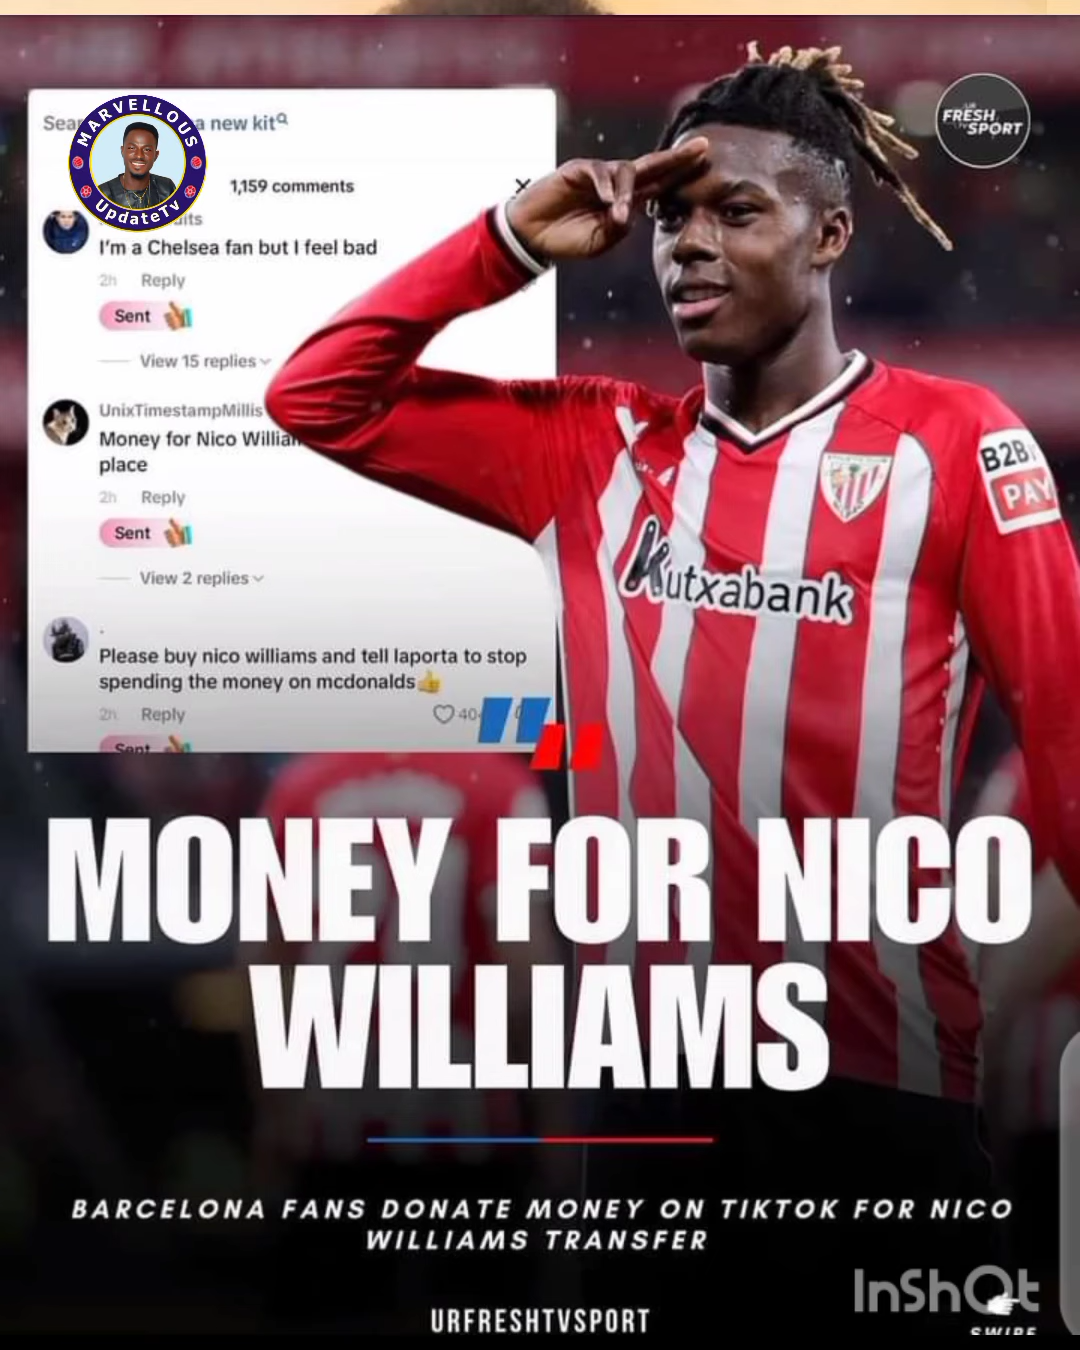 MARVELLOUS
UpdateTv
a new kit
UR
FRESH
SPORT
1,159 comments
I'm a Chelsea fan but I feel bad
2h Reply
Sent
View 15 replies
UnixTimestampMillis
Money for Nico
place
2h Reply
Sent
View 2 replies
.
Please buy nico williams and tell laporta to stop
spending the money on mcdonalds👍
2h Reply
Sent
B2B
PAY
Kutxabank
MONEY FOR NICO
WILLIAMS
BARCELONA FANS DONATE MONEY ON TIKTOK FOR NICO
WILLIAMS TRANSFER
InShOt
URFRESHTVSPORT
SWIPE